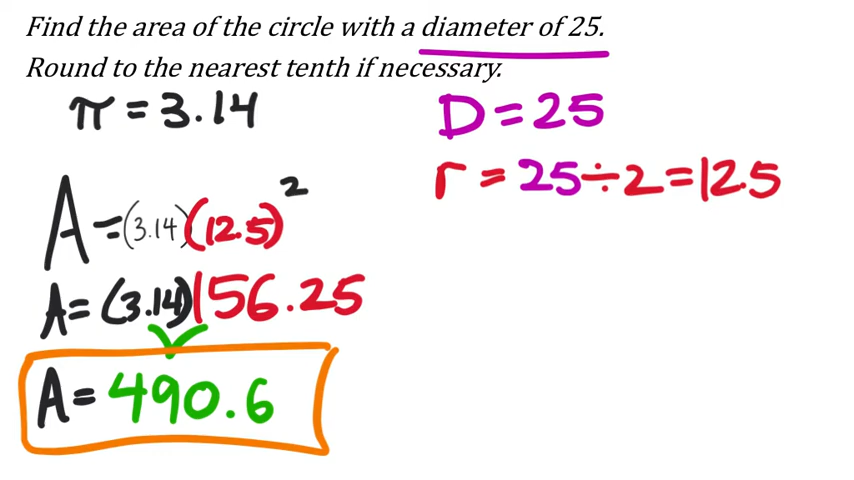 Find the area of the circle with a diameter of 25.
Round to the nearest tenth if necessary.
π = 3.14
D = 25
r = 25 ÷ 2 = 12.5
A = (3.14)(12.5)²
A = (3.14)156.25
A = 490.6